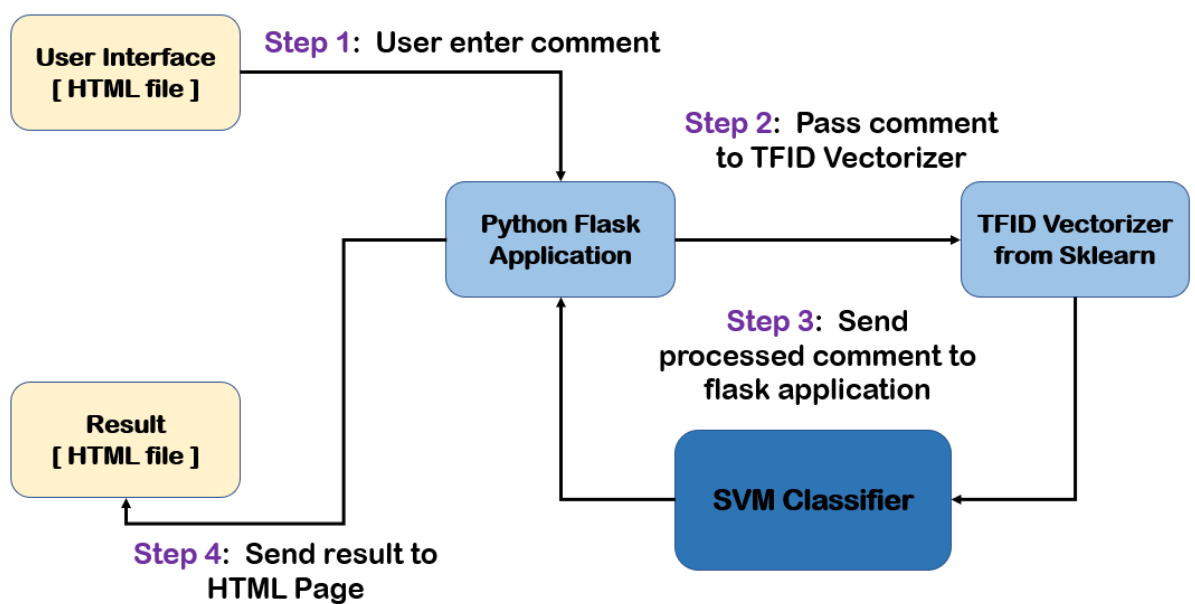 User Interface
[ HTML file ]
Step 1: User enter comment
Step 2: Pass comment
to TFID Vectorizer
Python Flask
Application
TFID Vectorizer
from Sklearn
Step 3: Send
processed comment to
flask application
Result
[ HTML file ]
SVM Classifier
Step 4: Send result to
HTML Page